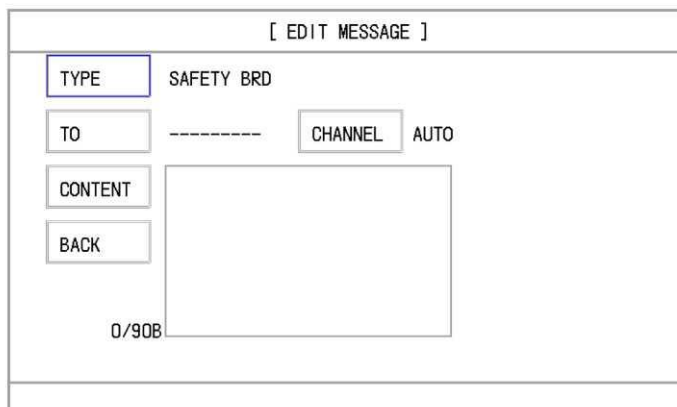 [ EDIT MESSAGE ]
TYPE SAFETY BRD
TO --------- CHANNEL AUTO
CONTENT
BACK
0/90B